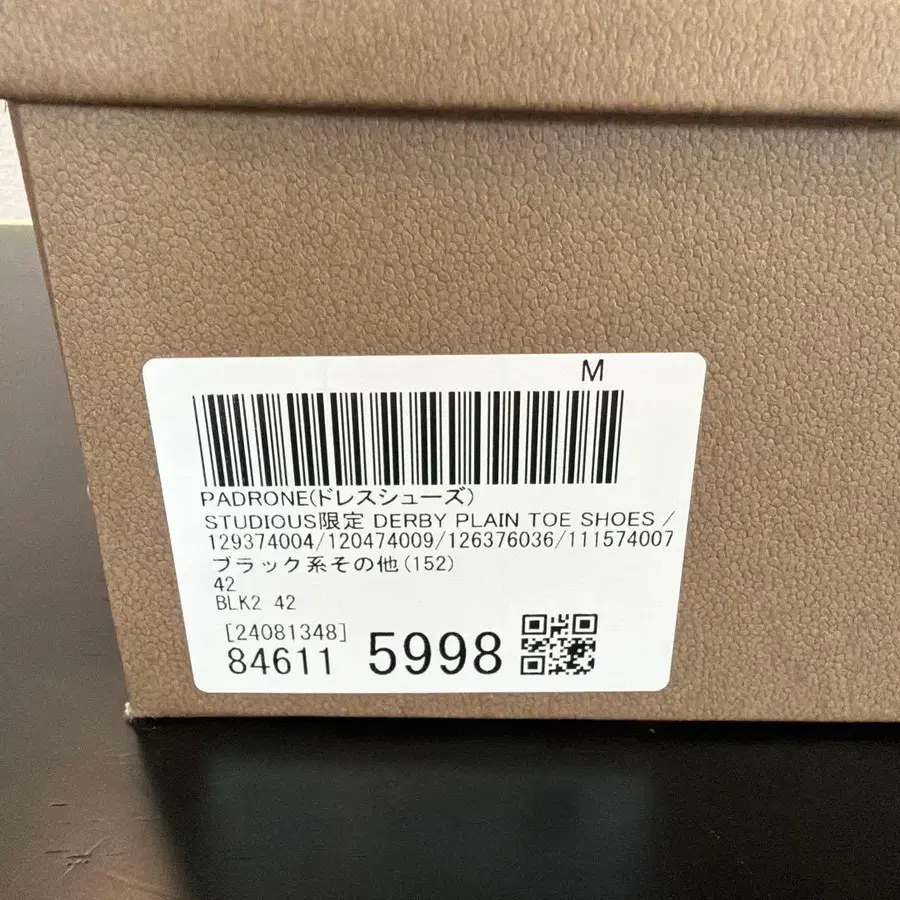 M
PADRONE(ドレスシューズ)
STUDIOUS限定 DERBY PLAIN TOE SHOES /
129374004/120474009/126376036/111574007
ブラック系その他(152)
42
BLK2 42
[24081348]
84611 5998